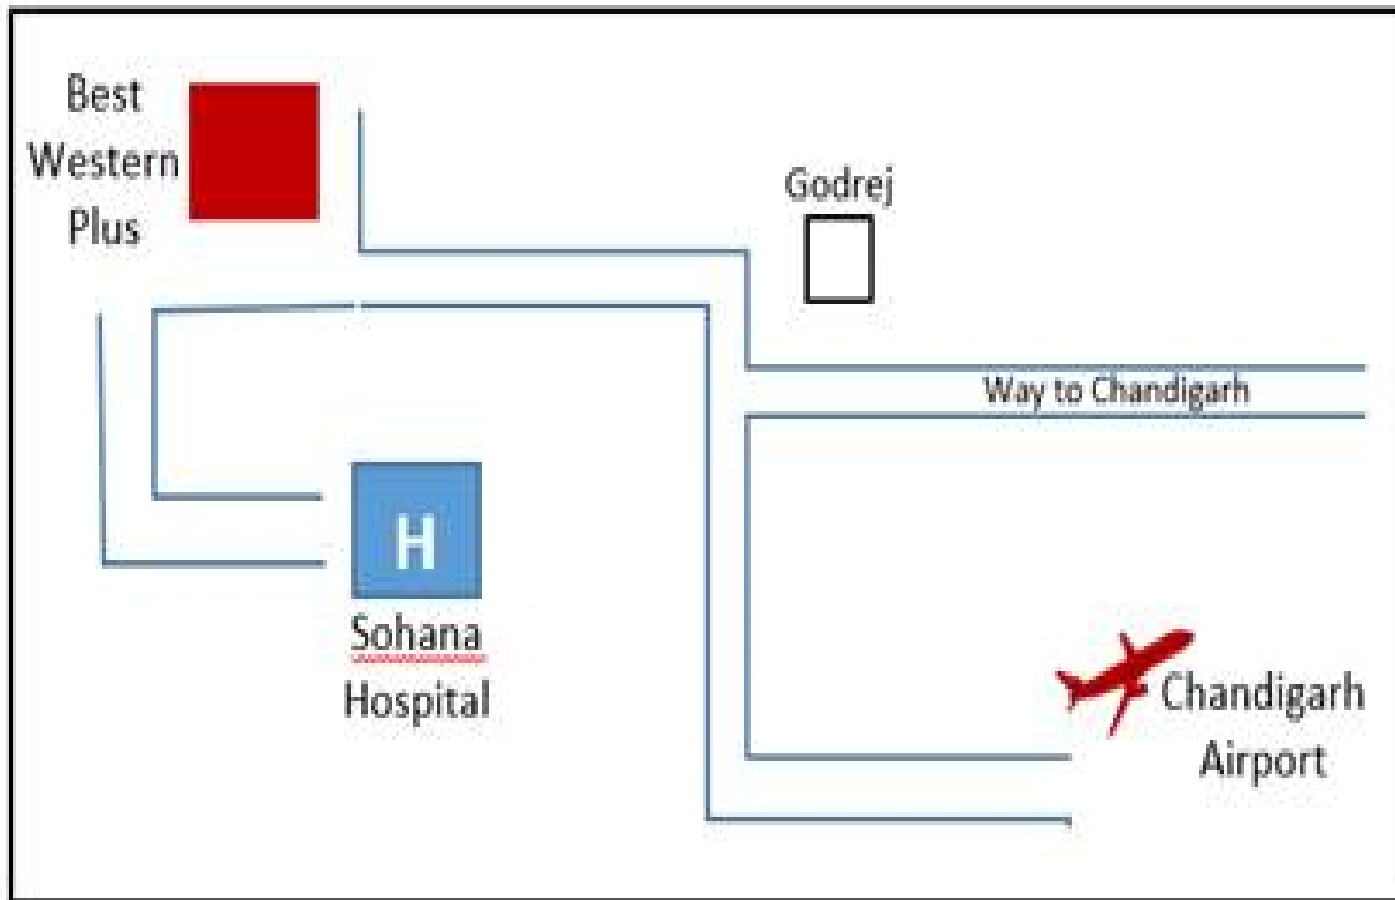 Best
Western
Plus
Godrej
Way to Chandigarh
H
Sohana
Hospital
Chandigarh
Airport